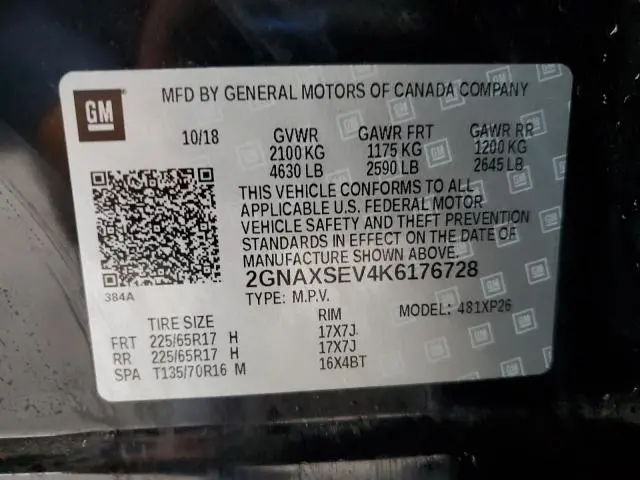 GM
MFD BY GENERAL MOTORS OF CANADA COMPANY
10/18 GVWR GAWR FRT GAWR RR
2100 KG 1175 KG 1200 KG
4630 LB 2590 LB 2645 LB
THIS VEHICLE CONFORMS TO ALL
APPLICABLE U.S. FEDERAL MOTOR
VEHICLE SAFETY AND THEFT PREVENTION
STANDARDS IN EFFECT ON THE DATE OF
MANUFACTURE SHOWN ABOVE.
384A
2GNAXSEV4K6176728
TYPE: M.P.V. MODEL: 481XP26
TIRE SIZE RIM
FRT 225/65R17 H 17X7J
RR 225/65R17 H 17X7J
SPA T135/70R16 M 16X4BT